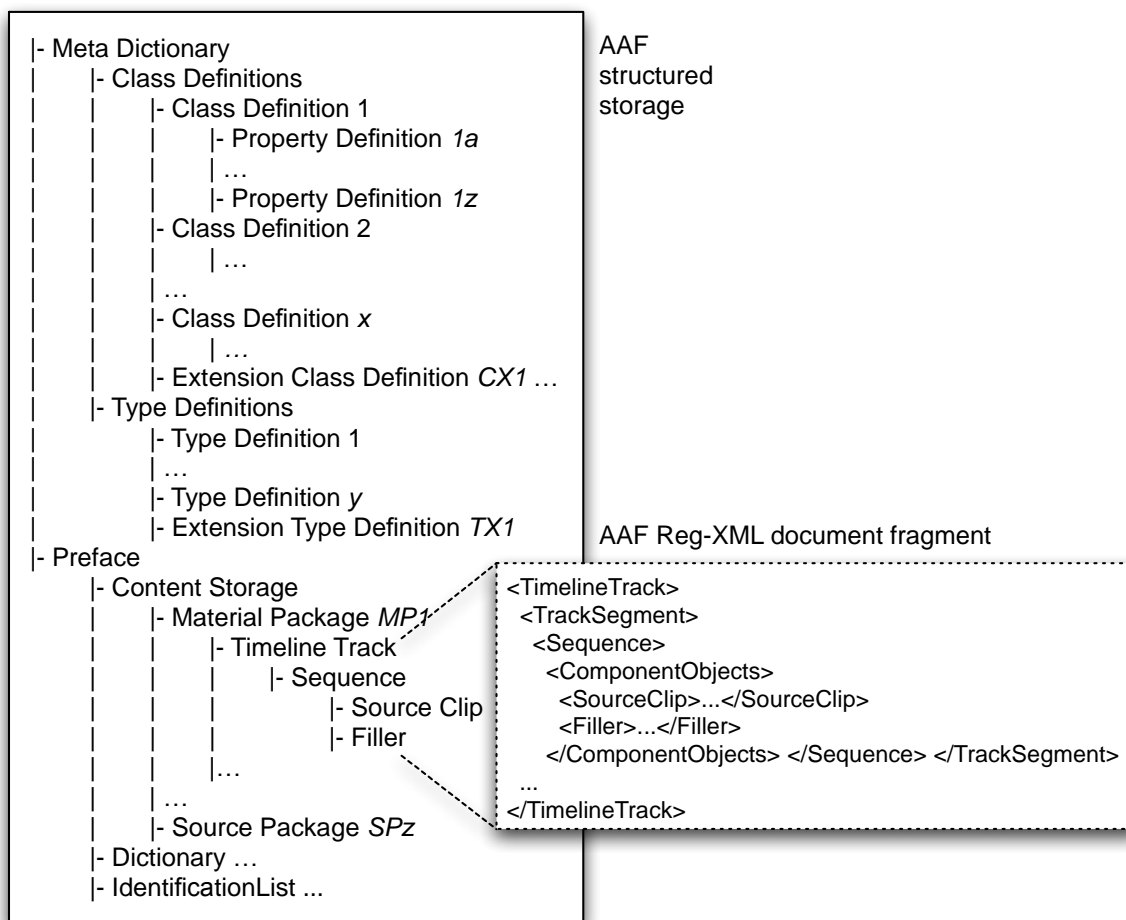 |- Meta Dictionary
| |- Class Definitions
| | |- Class Definition 1
| | | |- Property Definition 1a
| | | | …
| | | |- Property Definition 1z
| | |- Class Definition 2
| | | | …
| | | …
| | |- Class Definition x
| | | | …
| | |- Extension Class Definition CX1 …
| |- Type Definitions
| | |- Type Definition 1
| | | …
| | |- Type Definition y
| | |- Extension Type Definition TX1
|- Preface
|- Content Storage
| |- Material Package MP1
| | |- Timeline Track
| | | |- Sequence
| | | |- Source Clip
| | | |- Filler
| | |…
| | …
| |- Source Package SPz
|- Dictionary …
|- IdentificationList ...
AAF
structured
storage
AAF Reg-XML document fragment
<TimelineTrack>
<TrackSegment>
<Sequence>
<ComponentObjects>
<SourceClip>...</SourceClip>
<Filler>...</Filler>
</ComponentObjects> </Sequence> </TrackSegment>
...
</TimelineTrack>